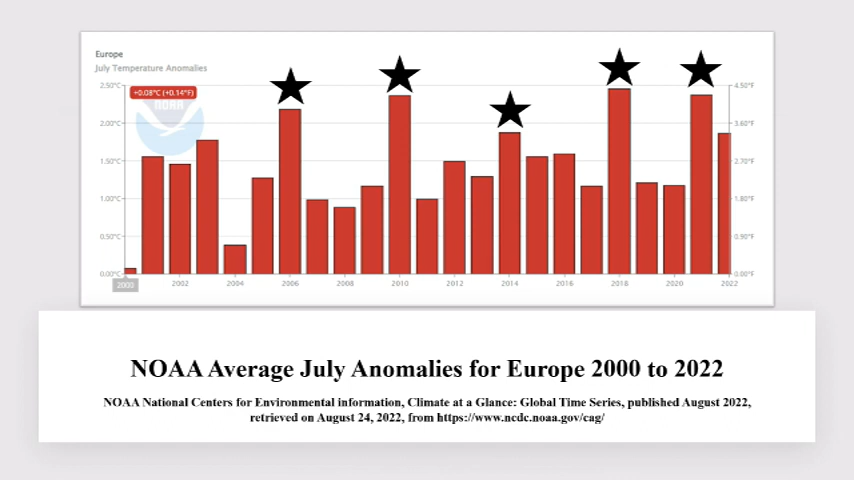 Europe
July Temperature Anomalies
2.50°C
4.50°F
+0.08°C (+0.14°F)
NOAA
2.00°C
3.60°F
1.50°C
2.70°F
1.00°C
1.80°F
0.50°C
0.90°F
0.00°C
0.00°F
2000 2002 2004 2006 2008 2010 2012 2014 2016 2018 2020 2022
NOAA Average July Anomalies for Europe 2000 to 2022
NOAA National Centers for Environmental information, Climate at a Glance: Global Time Series, published August 2022,
retrieved on August 24, 2022, from https://www.ncdc.noaa.gov/cag/